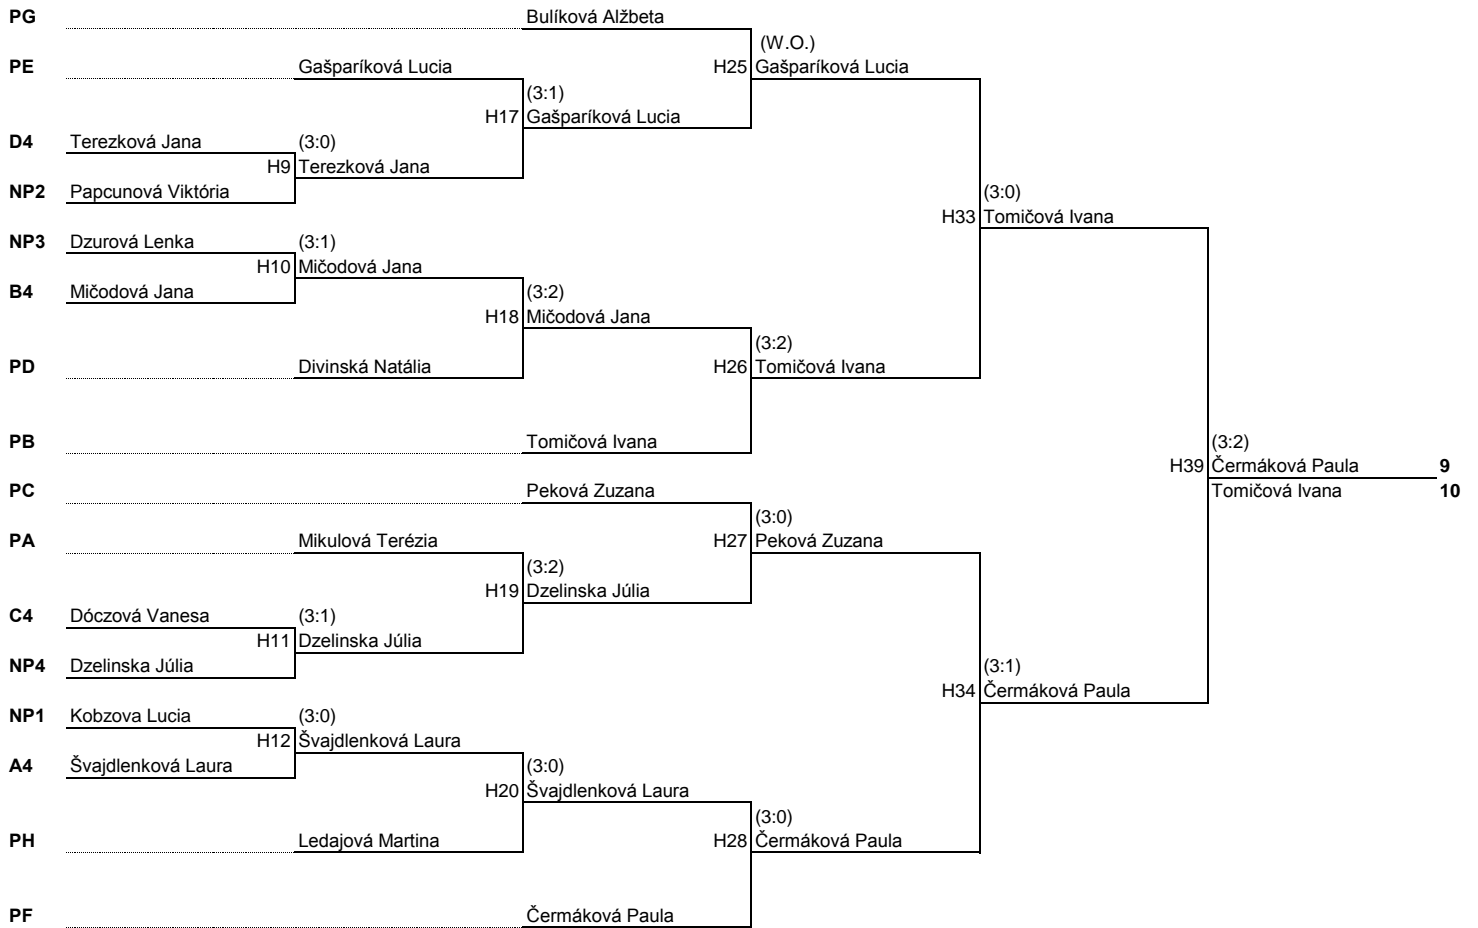 PG Bulíková Alžbeta
(W.O.)
PE Gašparíková Lucia H25 Gašparíková Lucia
(3:1)
H17 Gašparíková Lucia
D4 Terezková Jana (3:0)
H9 Terezková Jana
NP2 Papcunová Viktória (3:0)
H33 Tomičová Ivana
NP3 Dzurová Lenka (3:1)
H10 Mičodová Jana
B4 Mičodová Jana (3:2)
H18 Mičodová Jana
(3:2)
PD Divinská Natália H26 Tomičová Ivana
PB Tomičová Ivana (3:2)
H39 Čermáková Paula 9
PC Peková Zuzana Tomičová Ivana 10
(3:0)
PA Mikulová Terézia H27 Peková Zuzana
(3:2)
H19 Dzelinska Júlia
C4 Dóczová Vanesa (3:1)
H11 Dzelinska Júlia
NP4 Dzelinska Júlia (3:1)
H34 Čermáková Paula
NP1 Kobzova Lucia (3:0)
H12 Švajdlenková Laura
A4 Švajdlenková Laura (3:0)
H20 Švajdlenková Laura
(3:0)
PH Ledajová Martina H28 Čermáková Paula
PF Čermáková Paula